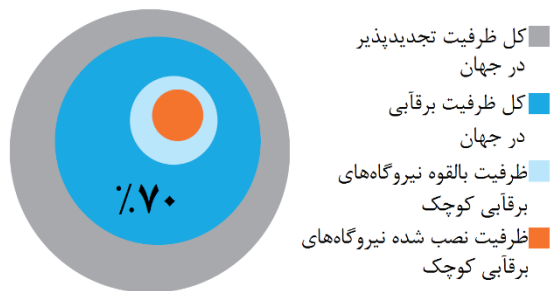 کل ظرفیت تجدیدپذیر
در جهان
کل ظرفیت برقآبی
در جهان
ظرفیت بالقوه نیروگاه‌های
برقآبی کوچک
ظرفیت نصب شده نیروگاه‌های
برقآبی کوچک
٪۷۰